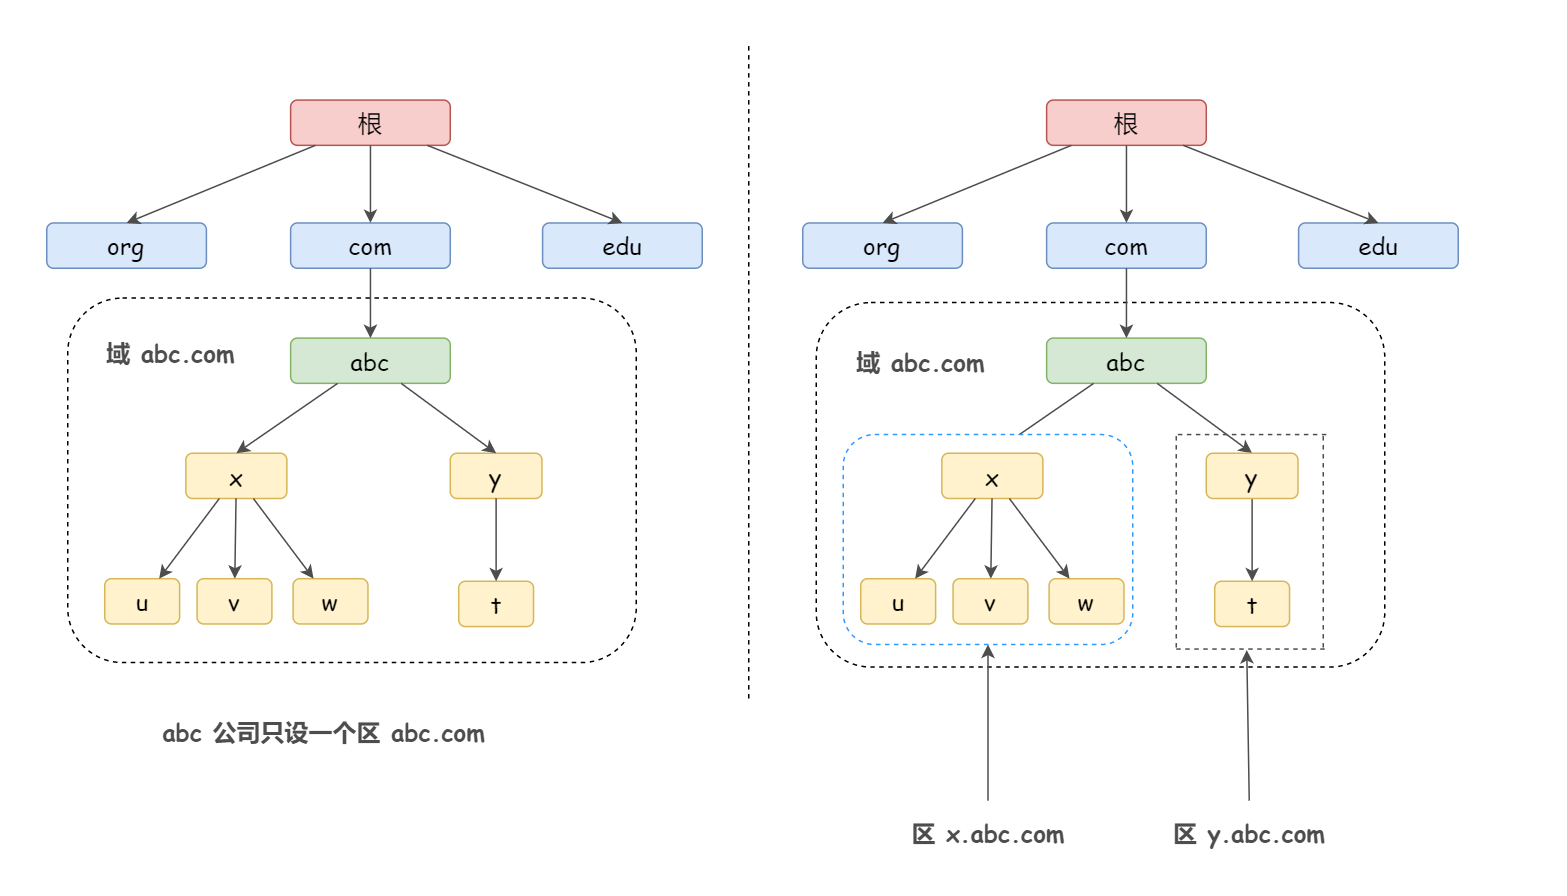 根
org
com
edu
域 abc.com
abc
x
y
u
v
w
t
abc 公司只设一个区 abc.com
根
org
com
edu
域 abc.com
abc
x
y
u
v
w
t
区 x.abc.com
区 y.abc.com